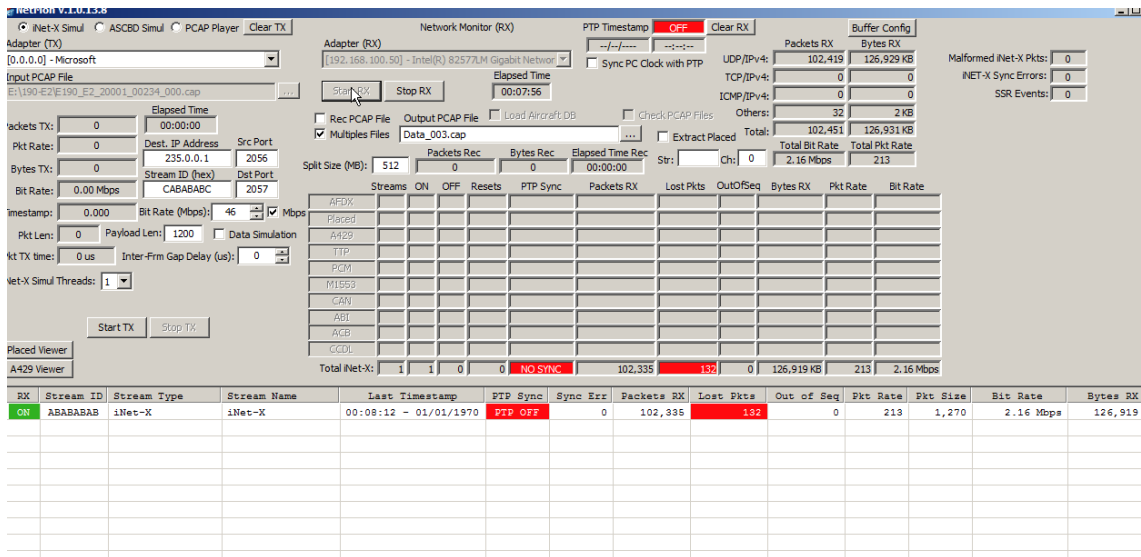 NetMon v.1.0.13.8
iNet-X Simul ASCBD Simul PCAP Player Clear TX
Network Monitor (RX) PTP Timestamp OFF Clear RX Buffer Config
Adapter (TX) Adapter (RX) --/--/---- --:--:-- Packets RX Bytes RX
[0.0.0.0] - Microsoft [192.168.100.50] - Intel(R) 82577LM Gigabit Networ Sync PC Clock with PTP UDP/IPv4: 102,419 126,929 KB Malformed iNet-X Pkts: 0
Input PCAP File Elapsed Time TCP/IPv4: 0 0 iNET-X Sync Errors: 0
E:\190-E2\E190_E2_20001_00234_000.cap ... Start RX Stop RX 00:07:56 ICMP/IPv4: 0 0 SSR Events: 0
Elapsed Time Rec PCAP File Output PCAP File Load Aircraft DB Check PCAP Files Others: 32 2 KB
Packets TX: 0 00:00:00 Multiples Files Data_003.cap ... Extract Placed Total: 102,451 126,931 KB
Pkt Rate: 0 Dest. IP Address Src Port Packets Rec Bytes Rec Elapsed Time Rec Total Bit Rate Total Pkt Rate
235.0.0.1 2056 Split Size (MB): 512 0 0 00:00:00 Str: Ch: 0 2.16 Mbps 213
Bytes TX: 0 Stream ID (hex) Dst Port
Bit Rate: 0.00 Mbps CABABABC 2057 Streams ON OFF Resets PTP Sync Packets RX Lost Pkts OutOfSeq Bytes RX Pkt Rate Bit Rate
Timestamp: 0.000 Bit Rate (Mbps): 46 Mbps AFDX
Placed
Pkt Len: 0 Payload Len: 1200 Data Simulation A429
Pkt TX time: 0 us Inter-Frm Gap Delay (us): 0 TTP
PCM
iNet-X Simul Threads: 1 M1553
CAN
ABI
Start TX Stop TX ACB
Placed Viewer CCDL
A429 Viewer Total iNet-X: 1 1 0 0 NO SYNC 102,335 132 0 126,919 KB 213 2.16 Mbps
RX Stream ID Stream Type Stream Name Last Timestamp PTP Sync Sync Err Packets RX Lost Pkts Out of Seq Pkt Rate Pkt Size Bit Rate Bytes RX
ON ABABABAB iNet-X iNet-X 00:08:12 - 01/01/1970 PTP OFF 0 102,335 132 0 213 1,270 2.16 Mbps 126,919